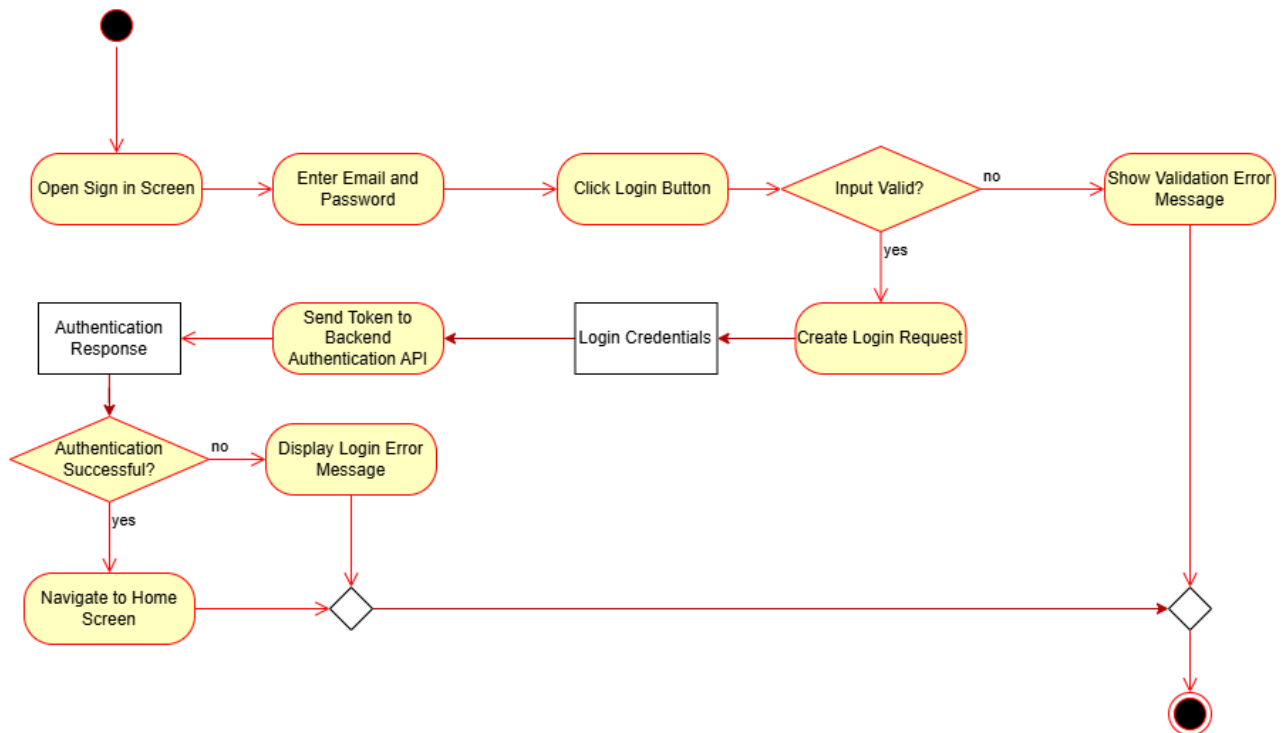 Open Sign in Screen
Enter Email and
Password
Click Login Button
Input Valid?
no
Show Validation Error
Message
yes
Authentication
Response
Send Token to
Backend
Authentication API
Login Credentials
Create Login Request
Authentication
Successful?
no
Display Login Error
Message
yes
Navigate to Home
Screen